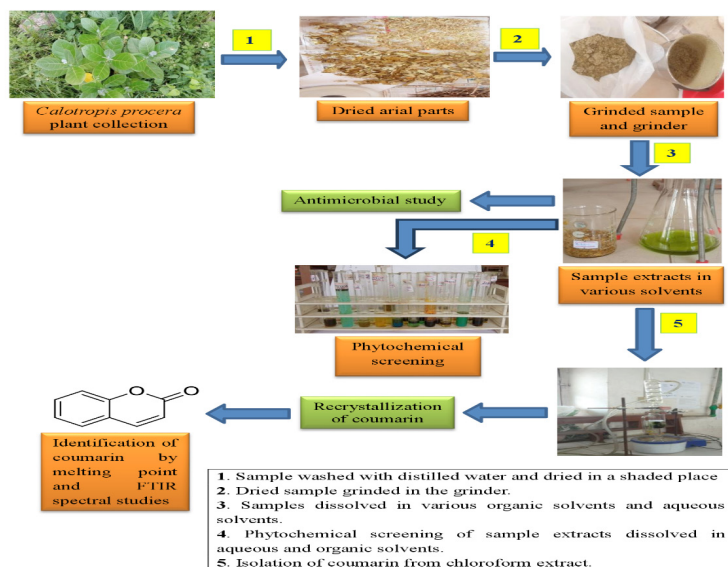 1
2
Calotropis procera
plant collection
Dried arial parts
Grinded sample
and grinder
3
Antimicrobial study
4
Sample extracts in
various solvents
Phytochemical
screening
5
O
O
Recrystallization
of coumarin
Identification of
coumarin by
melting point
and FTIR
spectral studies
1. Sample washed with distilled water and dried in a shaded place
2. Dried sample grinded in the grinder.
3. Samples dissolved in various organic solvents and aqueous
solvents.
4. Phytochemical screening of sample extracts dissolved in
aqueous and organic solvents.
5. Isolation of coumarin from chloroform extract.